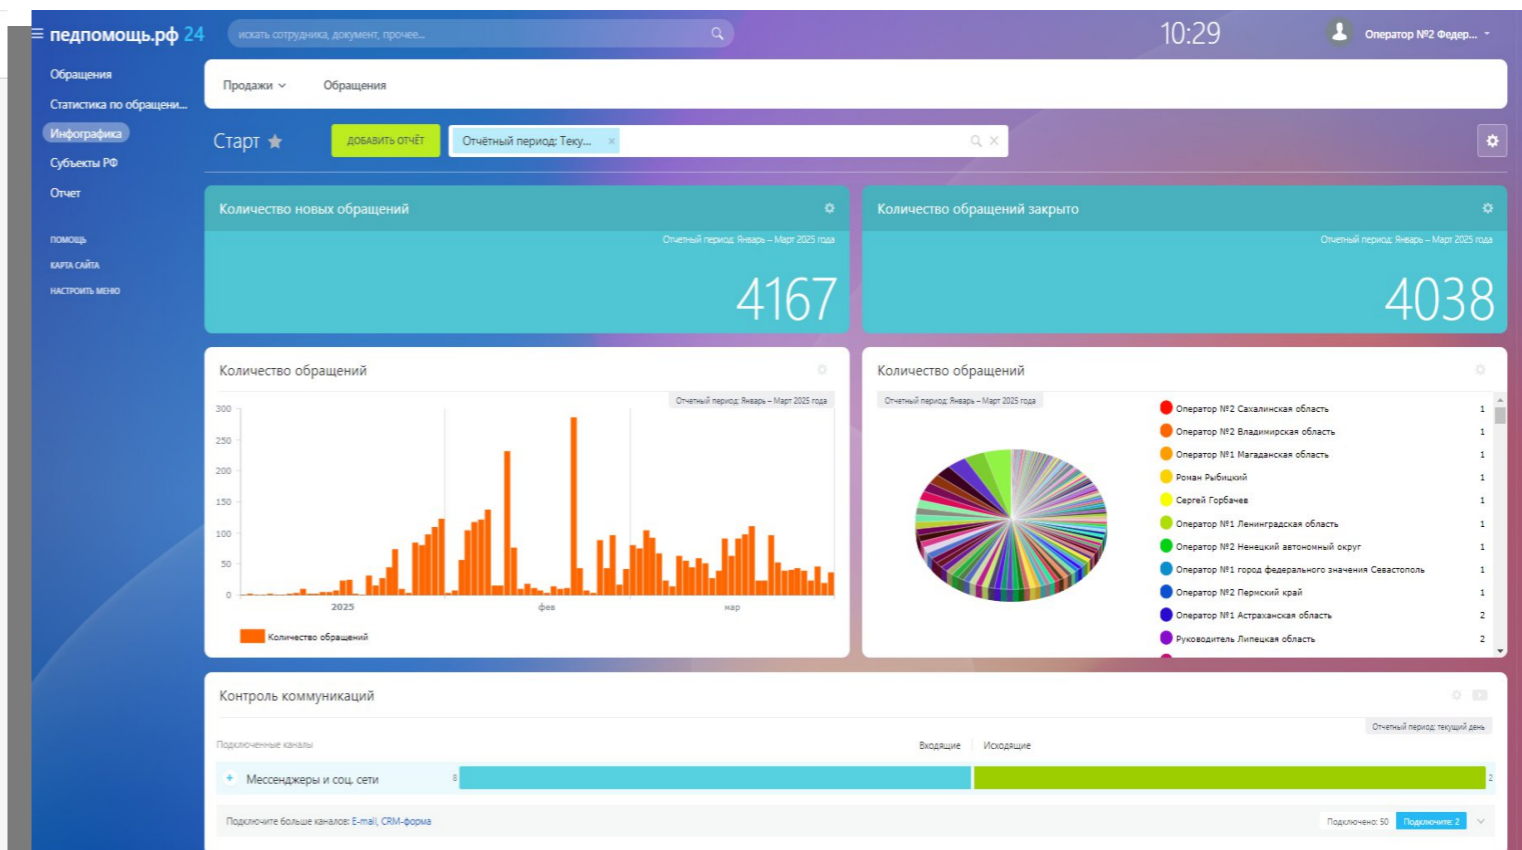 педпомощь.рф 24
искать сотрудника, документ, прочее...
10:29
Оператор №2 Федер...
Обращения
Статистика по обращени...
Инфографика
Субъекты РФ
Отчет
ПОМОЩЬ
КАРТА САЙТА
НАСТРОИТЬ МЕНЮ
Продажи
Обращения
Старт
ДОБАВИТЬ ОТЧЁТ
Отчётный период: Теку...
Количество новых обращений
Отчетный период: Январь – Март 2025 года
4167
Количество обращений закрыто
Отчетный период: Январь – Март 2025 года
4038
Количество обращений
Отчетный период: Январь – Март 2025 года
300
250
200
150
100
50
0
2025 фев мар
Количество обращений
Количество обращений
Отчетный период: Январь – Март 2025 года
Оператор №2 Сахалинская область 1
Оператор №2 Владимирская область 1
Оператор №1 Магаданская область 1
Роман Рыбицкий 1
Сергей Горбачев 1
Оператор №1 Ленинградская область 1
Оператор №2 Ненецкий автономный округ 1
Оператор №1 город федерального значения Севастополь 1
Оператор №2 Пермский край 1
Оператор №1 Астраханская область 2
Руководитель Липецкая область 2
Контроль коммуникаций
Отчетный период: текущий день
Подключенные каналы
Входящие Исходящие
Мессенджеры и соц. сети 8 2
Подключите больше каналов: E-mail, CRM-форма
Подключено: 50 Подключите: 2